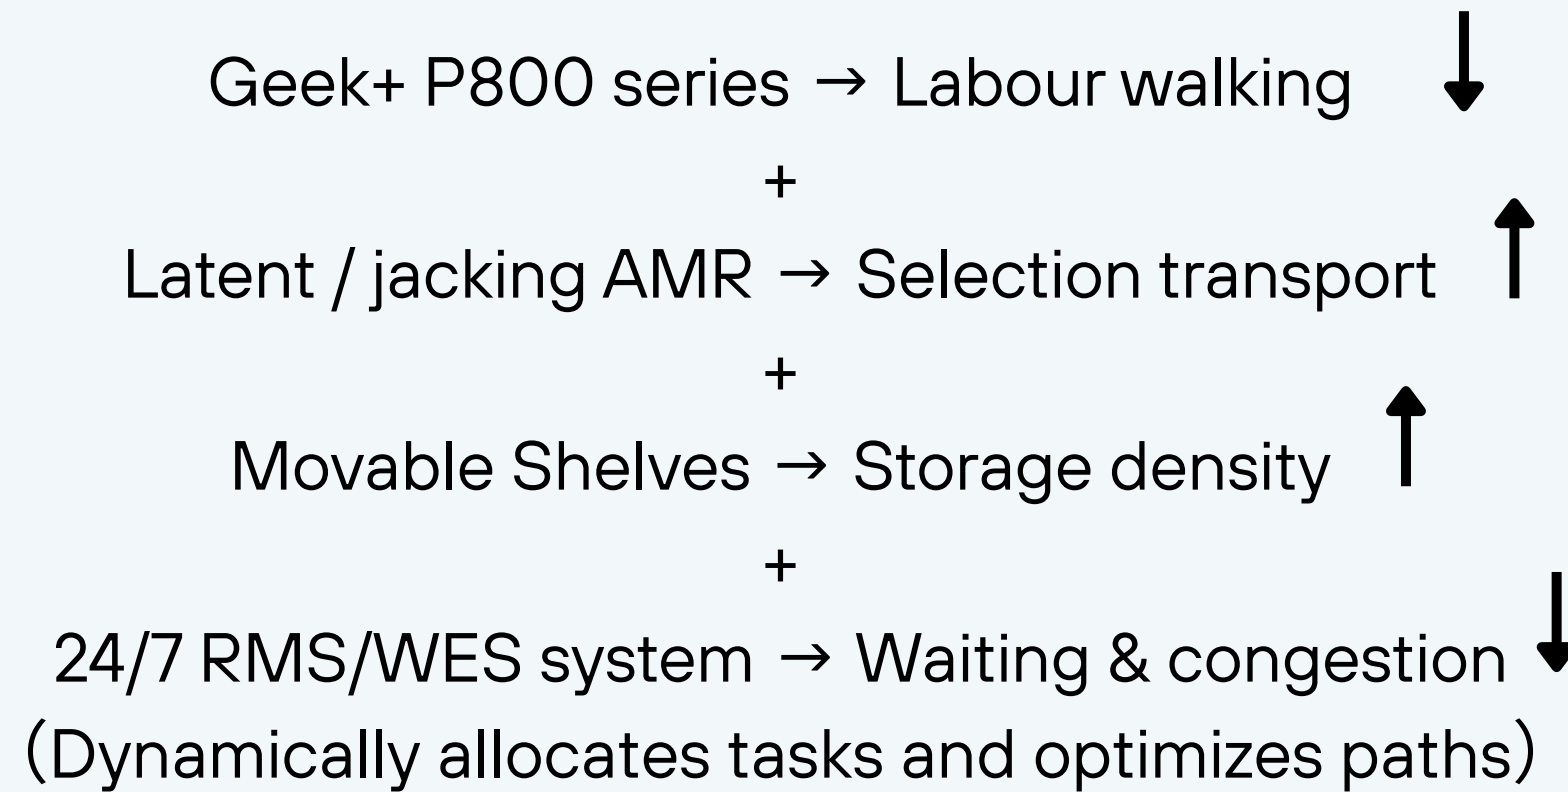 Geek+ P800 series → Labour walking ↓
+
Latent / jacking AMR → Selection transport ↑
+
Movable Shelves → Storage density ↑
+
24/7 RMS/WES system → Waiting & congestion ↓
(Dynamically allocates tasks and optimizes paths)